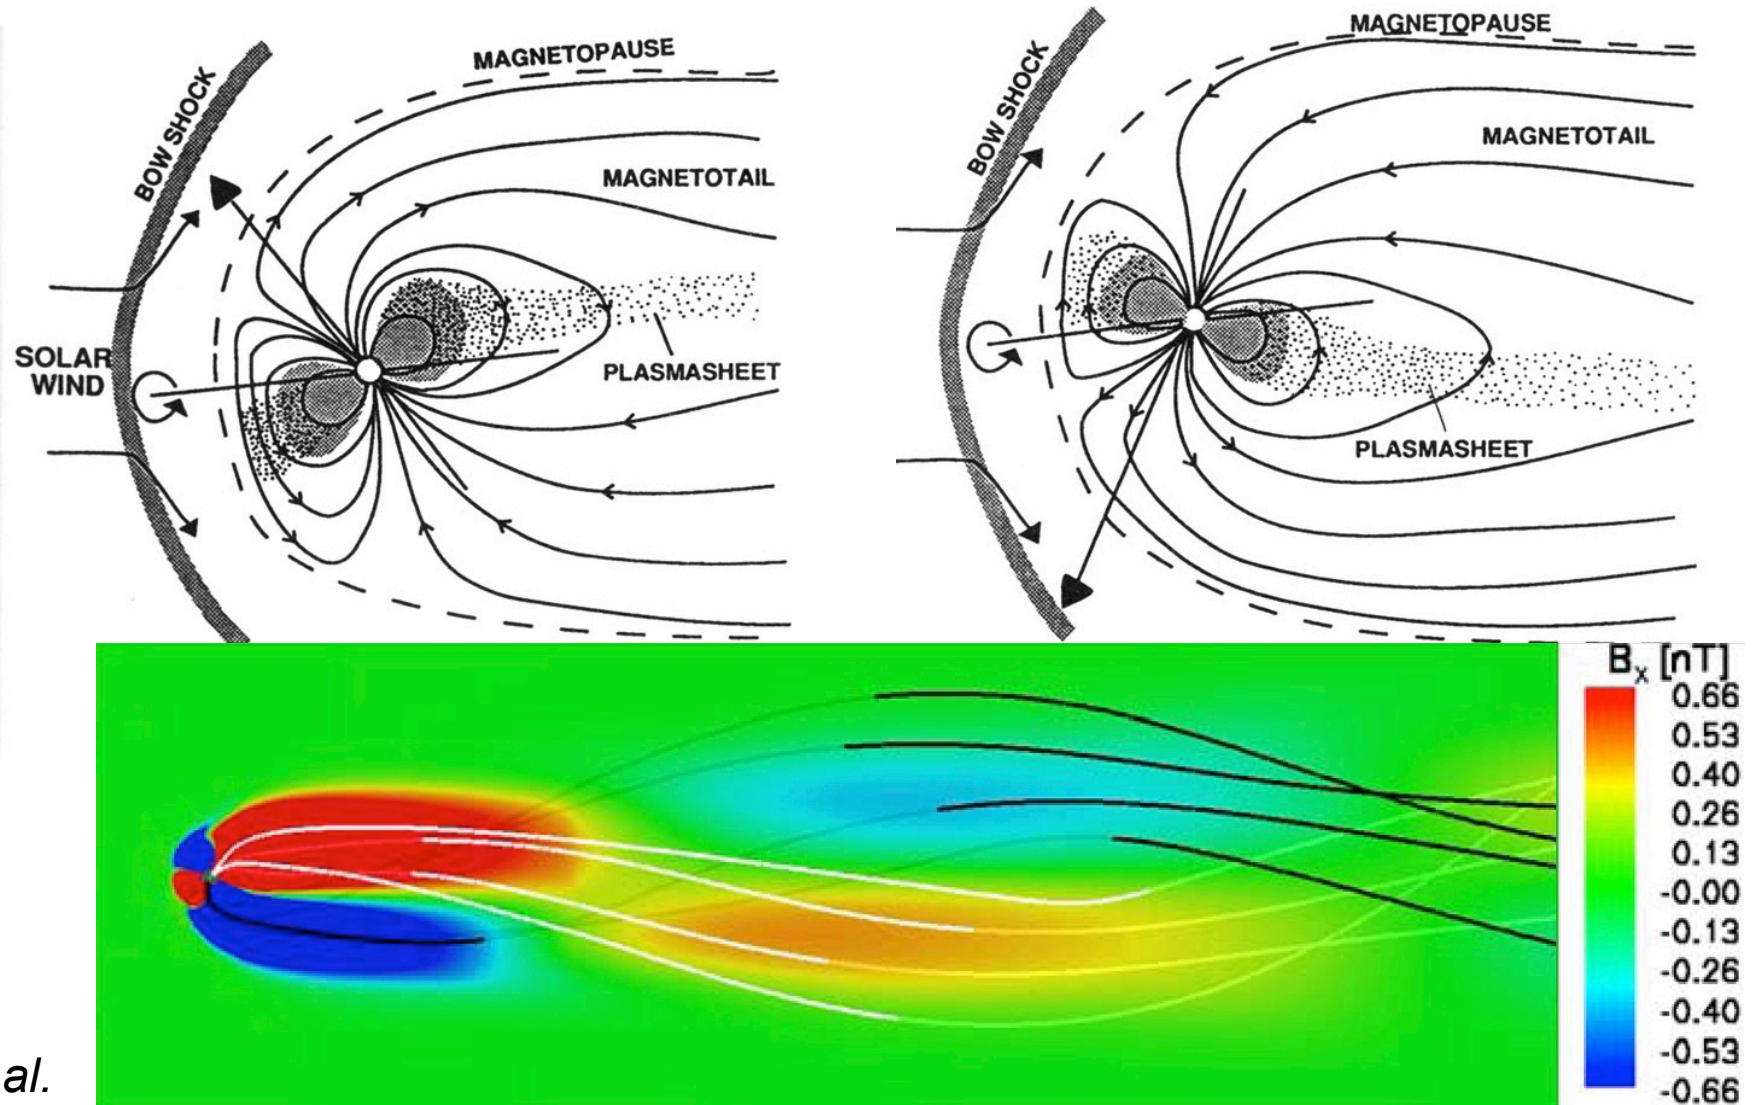 MAGNETOPAUSE
BOW SHOCK
MAGNETOTAIL
SOLAR
WIND
PLASMASHEET
MAGNETOPAUSE
BOW SHOCK
MAGNETOTAIL
PLASMASHEET
Bx [nT]
0.66
0.53
0.40
0.26
0.13
-0.00
-0.13
-0.26
-0.40
-0.53
-0.66
al.